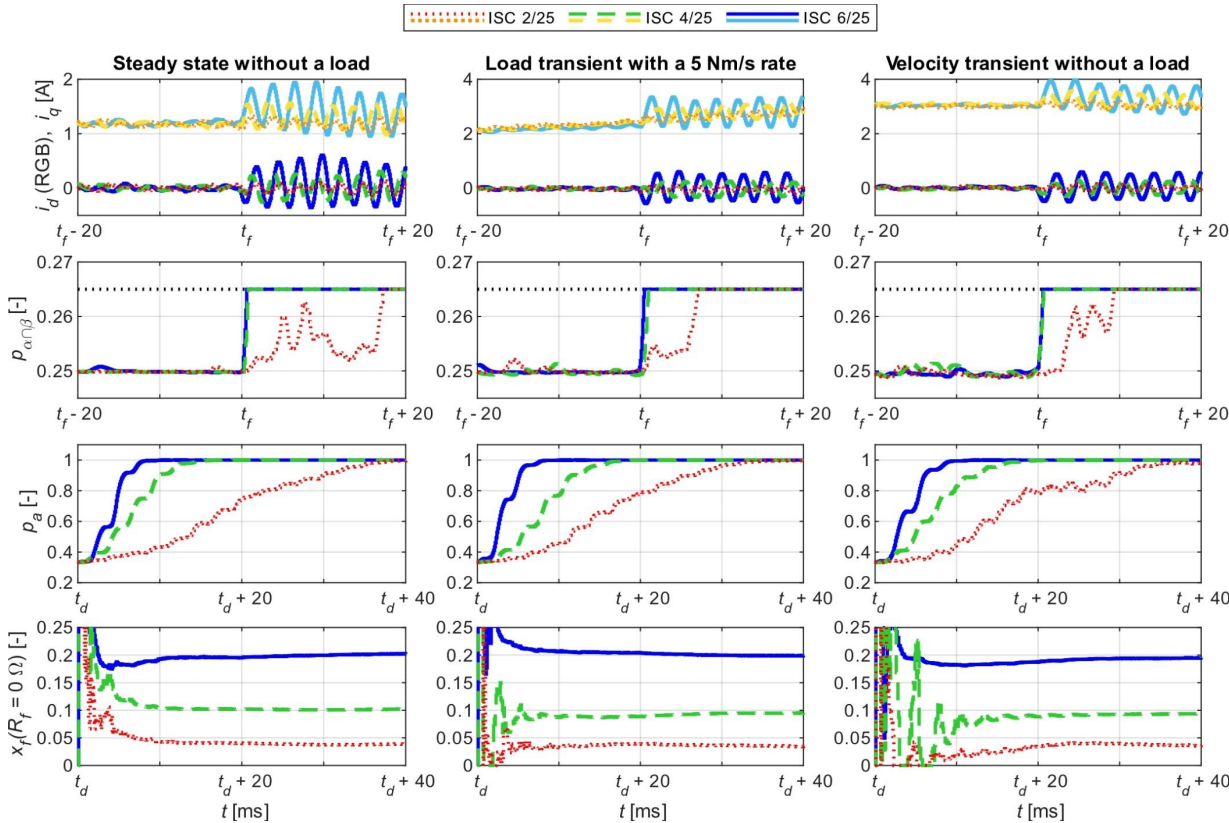 ISC 2/25 ISC 4/25 ISC 6/25
Steady state without a load Load transient with a 5 Nm/s rate Velocity transient without a load
i_d (RGB), i_q [A]
2 4 4
1 2 2
0 0 0
t_f - 20 t_f t_f + 20 t_f - 20 t_f t_f + 20 t_f - 20 t_f t_f + 20
p_α∩β [-]
0.27 0.27 0.27
0.26 0.26 0.26
0.25 0.25 0.25
t_f - 20 t_f t_f + 20 t_f - 20 t_f t_f + 20 t_f - 20 t_f t_f + 20
p_a [-]
1 1 1
0.8 0.8 0.8
0.6 0.6 0.6
0.4 0.4 0.4
0.2 0.2 0.2
t_d t_d + 20 t_d + 40 t_d t_d + 20 t_d + 40 t_d t_d + 20 t_d + 40
x_f(R_f = 0 Ω) [-]
0.25 0.25 0.25
0.2 0.2 0.2
0.15 0.15 0.15
0.1 0.1 0.1
0.05 0.05 0.05
0 0 0
t_d t_d + 20 t_d + 40 t_d t_d + 20 t_d + 40 t_d t_d + 20 t_d + 40
t [ms] t [ms] t [ms]